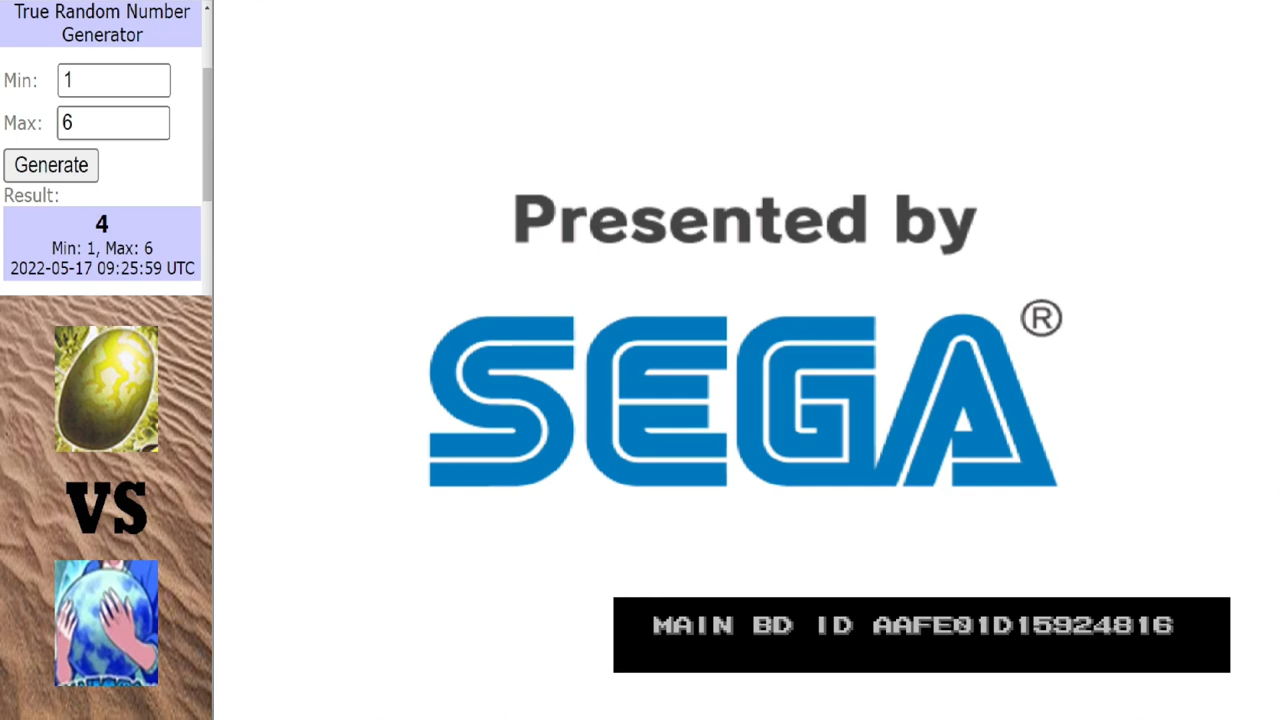 True Random Number
Generator
Min: 1
Max: 6
Generate
Result:
4
Min: 1, Max: 6
2022-05-17 09:25:59 UTC
VS
Presented by
SEGA®
MAIN BD ID AAFE01D15924816